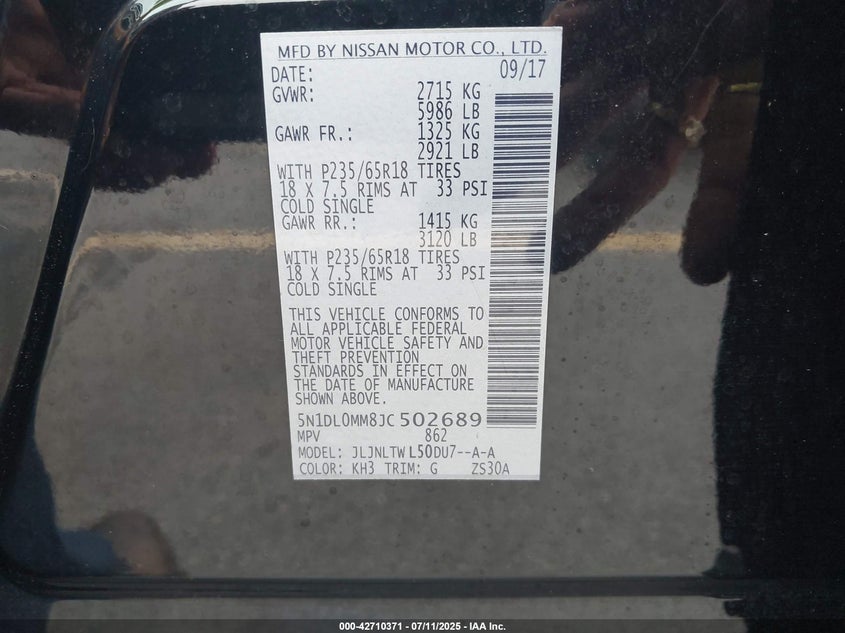 MFD BY NISSAN MOTOR CO., LTD.
DATE: 09/17
GVWR: 2715 KG
5986 LB
GAWR FR.: 1325 KG
2921 LB
WITH P235/65R18 TIRES
18 X 7.5 RIMS AT 33 PSI
COLD SINGLE
GAWR RR.: 1415 KG
3120 LB
WITH P235/65R18 TIRES
18 X 7.5 RIMS AT 33 PSI
COLD SINGLE
THIS VEHICLE CONFORMS TO
ALL APPLICABLE FEDERAL
MOTOR VEHICLE SAFETY AND
THEFT PREVENTION
STANDARDS IN EFFECT ON
THE DATE OF MANUFACTURE
SHOWN ABOVE.
5N1DL0MM8JC502689
MPV 862
MODEL: JLJNLTWL50DU7--A-A
COLOR: KH3 TRIM: G ZS30A
000-42710371 - 07/11/2025 - IAA Inc.